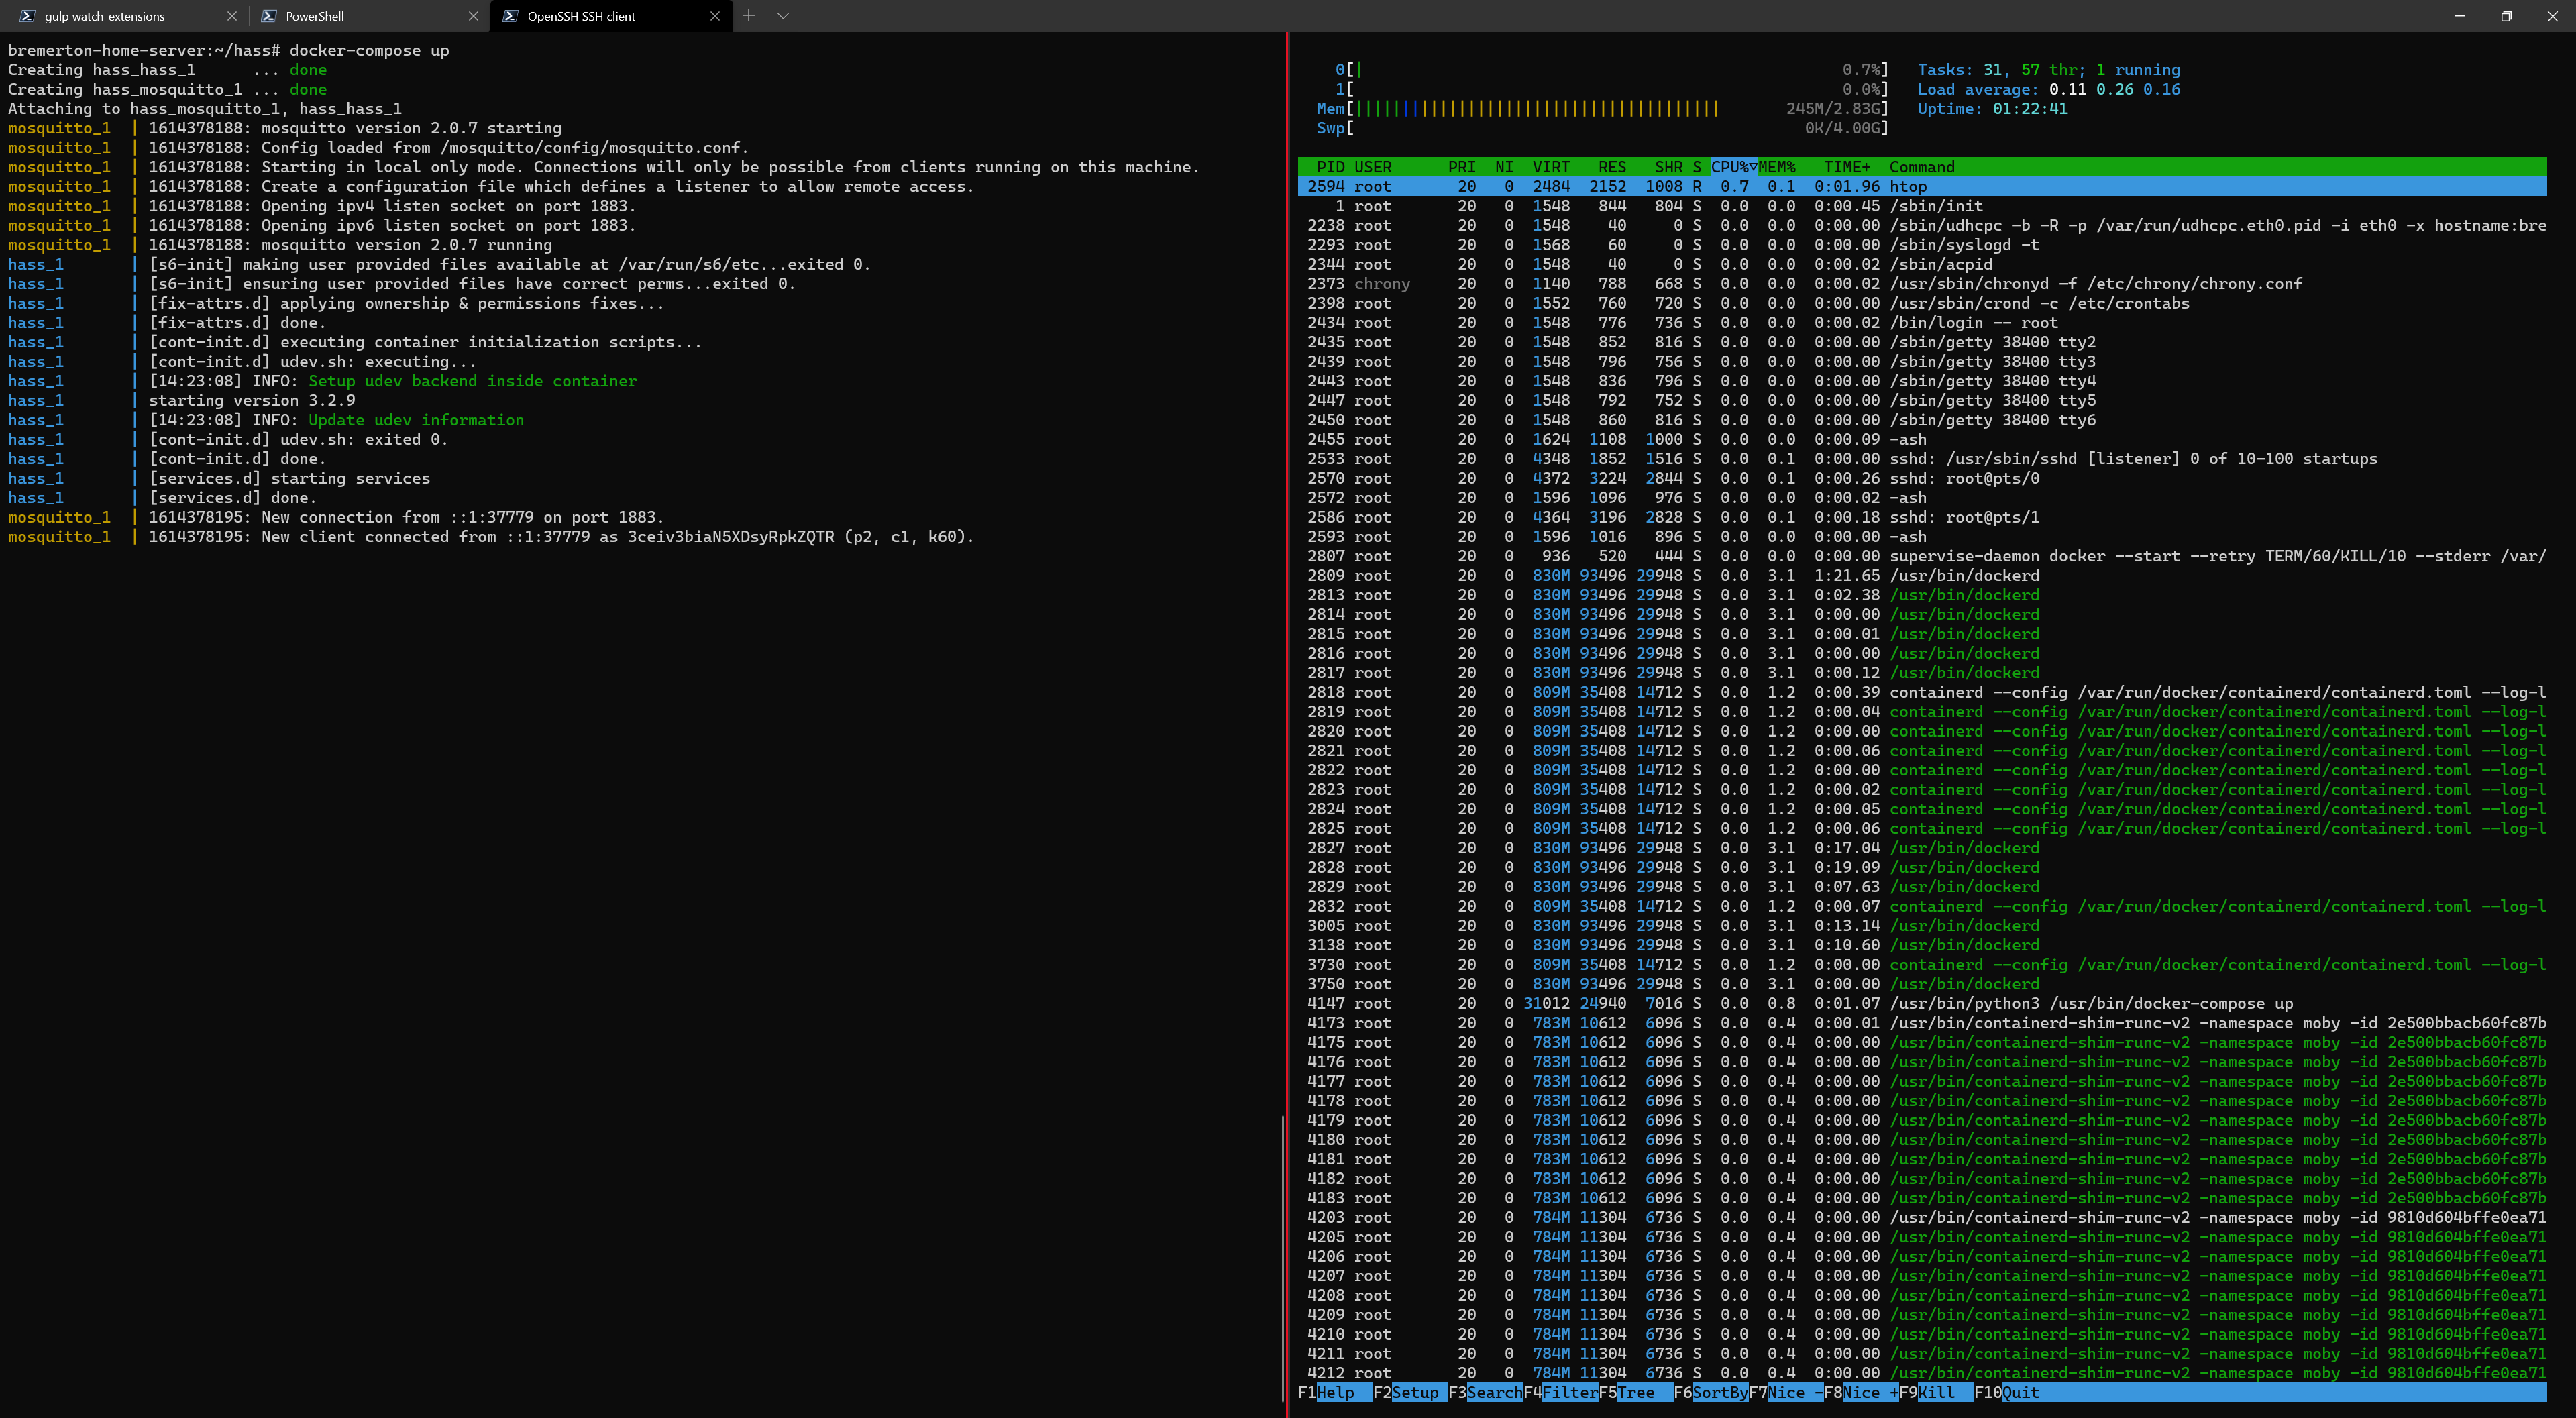 gulp watch-extensions
PowerShell
OpenSSH SSH client
bremerton-home-server:~/hass# docker-compose up
Creating hass_hass_1      ... done
Creating hass_mosquitto_1 ... done
Attaching to hass_mosquitto_1, hass_hass_1
mosquitto_1  | 1614378188: mosquitto version 2.0.7 starting
mosquitto_1  | 1614378188: Config loaded from /mosquitto/config/mosquitto.conf.
mosquitto_1  | 1614378188: Starting in local only mode. Connections will only be possible from clients running on this machine.
mosquitto_1  | 1614378188: Create a configuration file which defines a listener to allow remote access.
mosquitto_1  | 1614378188: Opening ipv4 listen socket on port 1883.
mosquitto_1  | 1614378188: Opening ipv6 listen socket on port 1883.
mosquitto_1  | 1614378188: mosquitto version 2.0.7 running
hass_1       | [s6-init] making user provided files available at /var/run/s6/etc...exited 0.
hass_1       | [s6-init] ensuring user provided files have correct perms...exited 0.
hass_1       | [fix-attrs.d] applying ownership & permissions fixes...
hass_1       | [fix-attrs.d] done.
hass_1       | [cont-init.d] executing container initialization scripts...
hass_1       | [cont-init.d] udev.sh: executing...
hass_1       | [14:23:08] INFO: Setup udev backend inside container
hass_1       | starting version 3.2.9
hass_1       | [14:23:08] INFO: Update udev information
hass_1       | [cont-init.d] udev.sh: exited 0.
hass_1       | [cont-init.d] done.
hass_1       | [services.d] starting services
hass_1       | [services.d] done.
mosquitto_1  | 1614378195: New connection from ::1:37779 on port 1883.
mosquitto_1  | 1614378195: New client connected from ::1:37779 as 3ceiv3biaN5XDsyRpkZQTR (p2, c1, k60).
0[| 0.7%] Tasks: 31, 57 thr; 1 running
1[ 0.0%] Load average: 0.11 0.26 0.16
Mem[||||||||||||||||||||||||||||||||||||||| 245M/2.83G] Uptime: 01:22:41
Swp[ 0K/4.00G]
PID USER PRI NI VIRT RES SHR S CPU%▽MEM% TIME+ Command
2594 root 20 0 2484 2152 1008 R 0.7 0.1 0:01.96 htop
1 root 20 0 1548 844 804 S 0.0 0.0 0:00.45 /sbin/init
2238 root 20 0 1548 40 0 S 0.0 0.0 0:00.00 /sbin/udhcpc -b -R -p /var/run/udhcpc.eth0.pid -i eth0 -x hostname:bre
2293 root 20 0 1568 60 0 S 0.0 0.0 0:00.00 /sbin/syslogd -t
2344 root 20 0 1548 40 0 S 0.0 0.0 0:00.02 /sbin/acpid
2373 chrony 20 0 1140 788 668 S 0.0 0.0 0:00.02 /usr/sbin/chronyd -f /etc/chrony/chrony.conf
2398 root 20 0 1552 760 720 S 0.0 0.0 0:00.00 /usr/sbin/crond -c /etc/crontabs
2434 root 20 0 1548 776 736 S 0.0 0.0 0:00.02 /bin/login -- root
2435 root 20 0 1548 852 816 S 0.0 0.0 0:00.00 /sbin/getty 38400 tty2
2439 root 20 0 1548 796 756 S 0.0 0.0 0:00.00 /sbin/getty 38400 tty3
2443 root 20 0 1548 836 796 S 0.0 0.0 0:00.00 /sbin/getty 38400 tty4
2447 root 20 0 1548 792 752 S 0.0 0.0 0:00.00 /sbin/getty 38400 tty5
2450 root 20 0 1548 860 816 S 0.0 0.0 0:00.00 /sbin/getty 38400 tty6
2455 root 20 0 1624 1108 1000 S 0.0 0.0 0:00.09 -ash
2533 root 20 0 4348 1852 1516 S 0.0 0.1 0:00.00 sshd: /usr/sbin/sshd [listener] 0 of 10-100 startups
2570 root 20 0 4372 3224 2844 S 0.0 0.1 0:00.26 sshd: root@pts/0
2572 root 20 0 1596 1096 976 S 0.0 0.0 0:00.02 -ash
2586 root 20 0 4364 3196 2828 S 0.0 0.1 0:00.18 sshd: root@pts/1
2593 root 20 0 1596 1016 896 S 0.0 0.0 0:00.00 -ash
2807 root 20 0 936 520 444 S 0.0 0.0 0:00.00 supervise-daemon docker --start --retry TERM/60/KILL/10 --stderr /var/
2809 root 20 0 830M 93496 29948 S 0.0 3.1 1:21.65 /usr/bin/dockerd
2813 root 20 0 830M 93496 29948 S 0.0 3.1 0:02.38 /usr/bin/dockerd
2814 root 20 0 830M 93496 29948 S 0.0 3.1 0:00.00 /usr/bin/dockerd
2815 root 20 0 830M 93496 29948 S 0.0 3.1 0:00.01 /usr/bin/dockerd
2816 root 20 0 830M 93496 29948 S 0.0 3.1 0:00.00 /usr/bin/dockerd
2817 root 20 0 830M 93496 29948 S 0.0 3.1 0:00.12 /usr/bin/dockerd
2818 root 20 0 809M 35408 14712 S 0.0 1.2 0:00.39 containerd --config /var/run/docker/containerd/containerd.toml --log-l
2819 root 20 0 809M 35408 14712 S 0.0 1.2 0:00.04 containerd --config /var/run/docker/containerd/containerd.toml --log-l
2820 root 20 0 809M 35408 14712 S 0.0 1.2 0:00.00 containerd --config /var/run/docker/containerd/containerd.toml --log-l
2821 root 20 0 809M 35408 14712 S 0.0 1.2 0:00.06 containerd --config /var/run/docker/containerd/containerd.toml --log-l
2822 root 20 0 809M 35408 14712 S 0.0 1.2 0:00.00 containerd --config /var/run/docker/containerd/containerd.toml --log-l
2823 root 20 0 809M 35408 14712 S 0.0 1.2 0:00.02 containerd --config /var/run/docker/containerd/containerd.toml --log-l
2824 root 20 0 809M 35408 14712 S 0.0 1.2 0:00.05 containerd --config /var/run/docker/containerd/containerd.toml --log-l
2825 root 20 0 809M 35408 14712 S 0.0 1.2 0:00.06 containerd --config /var/run/docker/containerd/containerd.toml --log-l
2827 root 20 0 830M 93496 29948 S 0.0 3.1 0:17.04 /usr/bin/dockerd
2828 root 20 0 830M 93496 29948 S 0.0 3.1 0:19.09 /usr/bin/dockerd
2829 root 20 0 830M 93496 29948 S 0.0 3.1 0:07.63 /usr/bin/dockerd
2832 root 20 0 809M 35408 14712 S 0.0 1.2 0:00.07 containerd --config /var/run/docker/containerd/containerd.toml --log-l
3005 root 20 0 830M 93496 29948 S 0.0 3.1 0:13.14 /usr/bin/dockerd
3138 root 20 0 830M 93496 29948 S 0.0 3.1 0:10.60 /usr/bin/dockerd
3730 root 20 0 809M 35408 14712 S 0.0 1.2 0:00.00 containerd --config /var/run/docker/containerd/containerd.toml --log-l
3750 root 20 0 830M 93496 29948 S 0.0 3.1 0:00.00 /usr/bin/dockerd
4147 root 20 0 31012 24940 7016 S 0.0 0.8 0:01.07 /usr/bin/python3 /usr/bin/docker-compose up
4173 root 20 0 783M 10612 6096 S 0.0 0.4 0:00.01 /usr/bin/containerd-shim-runc-v2 -namespace moby -id 2e500bbacb60fc87b
4175 root 20 0 783M 10612 6096 S 0.0 0.4 0:00.00 /usr/bin/containerd-shim-runc-v2 -namespace moby -id 2e500bbacb60fc87b
4176 root 20 0 783M 10612 6096 S 0.0 0.4 0:00.00 /usr/bin/containerd-shim-runc-v2 -namespace moby -id 2e500bbacb60fc87b
4177 root 20 0 783M 10612 6096 S 0.0 0.4 0:00.00 /usr/bin/containerd-shim-runc-v2 -namespace moby -id 2e500bbacb60fc87b
4178 root 20 0 783M 10612 6096 S 0.0 0.4 0:00.00 /usr/bin/containerd-shim-runc-v2 -namespace moby -id 2e500bbacb60fc87b
4179 root 20 0 783M 10612 6096 S 0.0 0.4 0:00.00 /usr/bin/containerd-shim-runc-v2 -namespace moby -id 2e500bbacb60fc87b
4180 root 20 0 783M 10612 6096 S 0.0 0.4 0:00.00 /usr/bin/containerd-shim-runc-v2 -namespace moby -id 2e500bbacb60fc87b
4181 root 20 0 783M 10612 6096 S 0.0 0.4 0:00.00 /usr/bin/containerd-shim-runc-v2 -namespace moby -id 2e500bbacb60fc87b
4182 root 20 0 783M 10612 6096 S 0.0 0.4 0:00.00 /usr/bin/containerd-shim-runc-v2 -namespace moby -id 2e500bbacb60fc87b
4183 root 20 0 783M 10612 6096 S 0.0 0.4 0:00.00 /usr/bin/containerd-shim-runc-v2 -namespace moby -id 2e500bbacb60fc87b
4203 root 20 0 784M 11304 6736 S 0.0 0.4 0:00.00 /usr/bin/containerd-shim-runc-v2 -namespace moby -id 9810d604bffe0ea71
4205 root 20 0 784M 11304 6736 S 0.0 0.4 0:00.00 /usr/bin/containerd-shim-runc-v2 -namespace moby -id 9810d604bffe0ea71
4206 root 20 0 784M 11304 6736 S 0.0 0.4 0:00.00 /usr/bin/containerd-shim-runc-v2 -namespace moby -id 9810d604bffe0ea71
4207 root 20 0 784M 11304 6736 S 0.0 0.4 0:00.00 /usr/bin/containerd-shim-runc-v2 -namespace moby -id 9810d604bffe0ea71
4208 root 20 0 784M 11304 6736 S 0.0 0.4 0:00.00 /usr/bin/containerd-shim-runc-v2 -namespace moby -id 9810d604bffe0ea71
4209 root 20 0 784M 11304 6736 S 0.0 0.4 0:00.00 /usr/bin/containerd-shim-runc-v2 -namespace moby -id 9810d604bffe0ea71
4210 root 20 0 784M 11304 6736 S 0.0 0.4 0:00.00 /usr/bin/containerd-shim-runc-v2 -namespace moby -id 9810d604bffe0ea71
4211 root 20 0 784M 11304 6736 S 0.0 0.4 0:00.00 /usr/bin/containerd-shim-runc-v2 -namespace moby -id 9810d604bffe0ea71
4212 root 20 0 784M 11304 6736 S 0.0 0.4 0:00.00 /usr/bin/containerd-shim-runc-v2 -namespace moby -id 9810d604bffe0ea71
F1Help  F2Setup F3SearchF4FilterF5Tree  F6SortByF7Nice -F8Nice +F9Kill  F10Quit